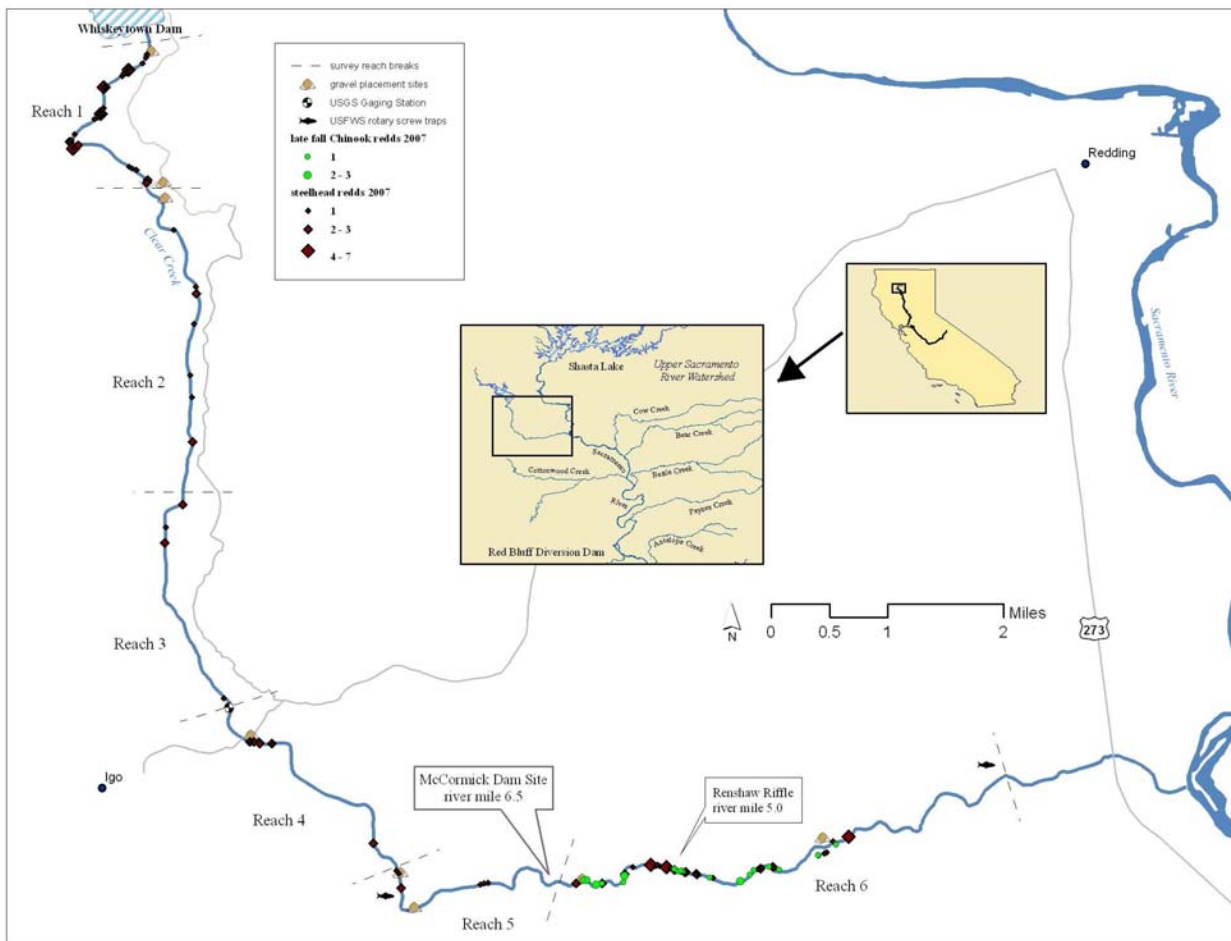 Whiskeytown Dam
survey reach breaks
gravel placement sites
USGS Gaging Station
USFWS rotary screw traps
late fall Chinook redds 2007
1
2 - 3
steelhead redds 2007
1
2 - 3
4 - 7
Reach 1
Redding
Clear Creek
Reach 2
Sacramento River
Shasta Lake
Upper Sacramento
River Watershed
Cow Creek
Bear Creek
Sacramento
River
Cottonwood Creek
Battle Creek
Paynes Creek
Antelope Creek
Red Bluff Diversion Dam
Reach 3
Miles
0 0.5 1 2
N
273
Igo
McCormick Dam Site
river mile 6.5
Renshaw Riffle
river mile 5.0
Reach 4
Reach 5
Reach 6